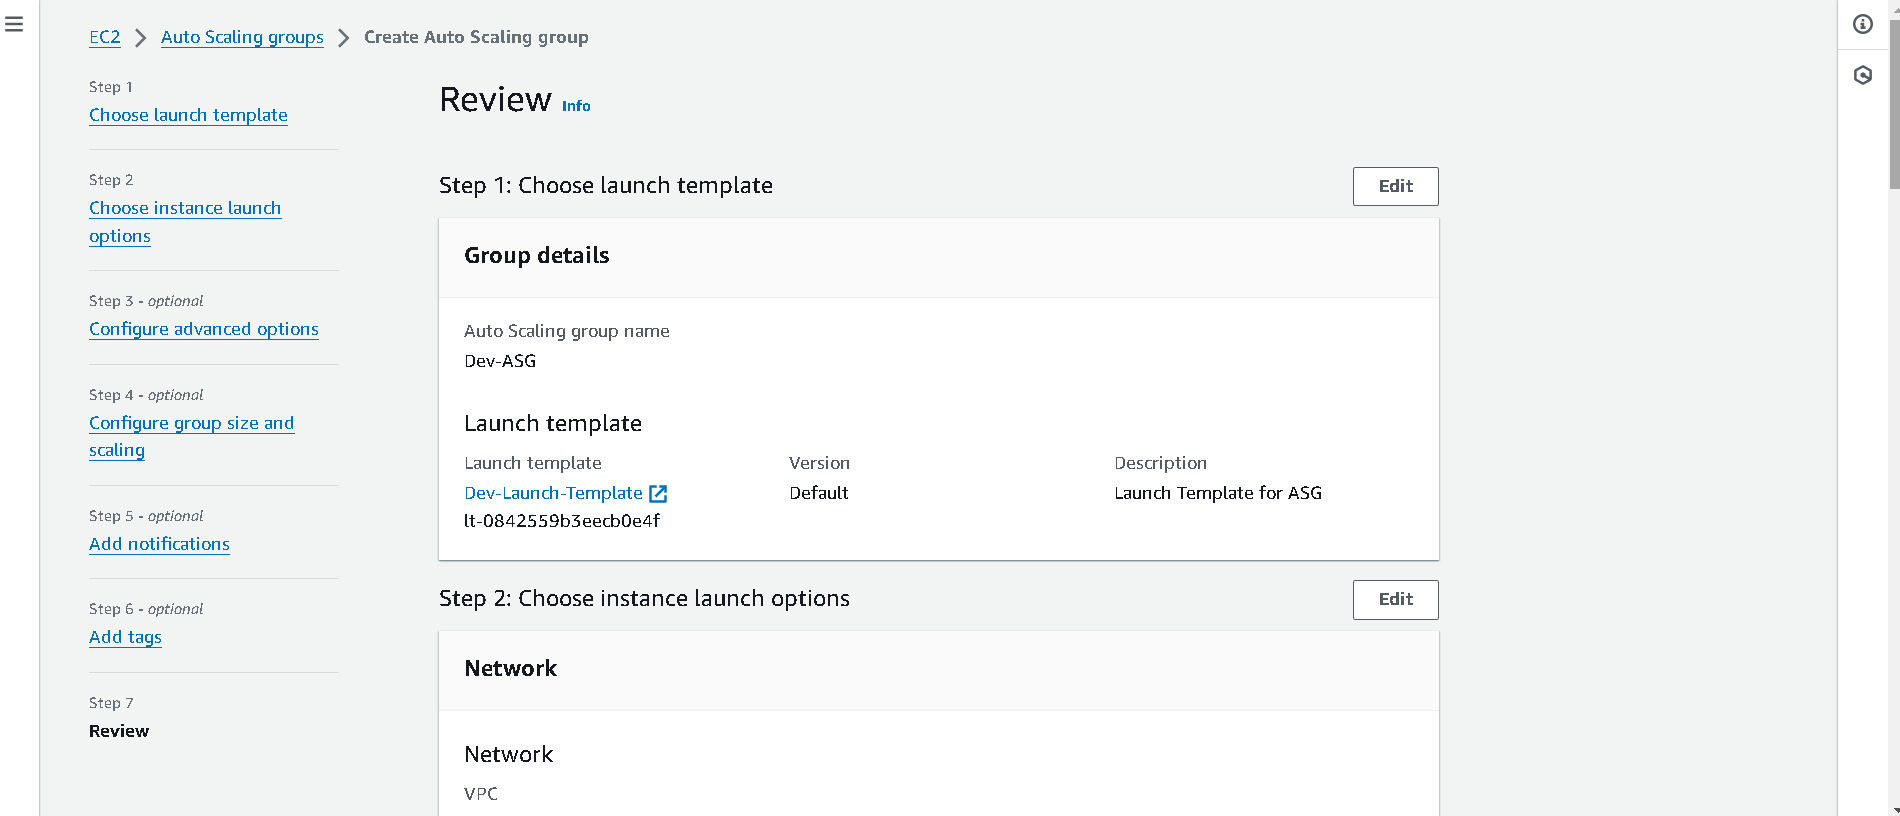 EC2 > Auto Scaling groups > Create Auto Scaling group
Step 1
Choose launch template
Step 2
Choose instance launch
options
Step 3 - optional
Configure advanced options
Step 4 - optional
Configure group size and
scaling
Step 5 - optional
Add notifications
Step 6 - optional
Add tags
Step 7
Review
Review Info
Step 1: Choose launch template
Edit
Group details
Auto Scaling group name
Dev-ASG
Launch template
Launch template Version Description
Dev-Launch-Template Default Launch Template for ASG
lt-0842559b3eecb0e4f
Step 2: Choose instance launch options
Edit
Network
Network
VPC